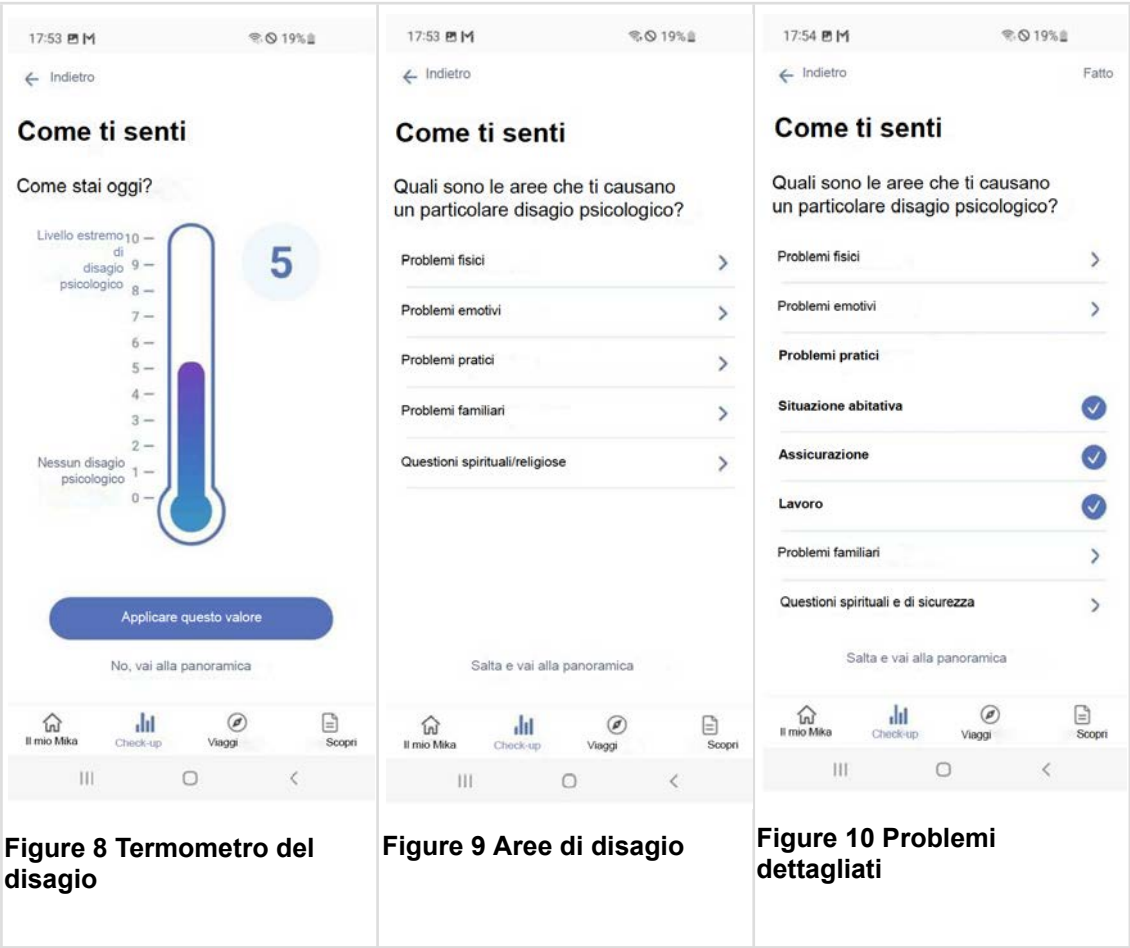 17:53 M 19%
Indietro
Come ti senti
Come stai oggi?
Livello estremo
di
disagio
psicologico
10
9
8
7
6
5
4
3
2
1
0
Nessun disagio
psicologico
5
Applicare questo valore
No, vai alla panoramica
Il mio Mika
Check-up
Viaggi
Scopri
Figure 8 Termometro del
disagio
17:53 M 19%
Indietro
Come ti senti
Quali sono le aree che ti causano
un particolare disagio psicologico?
Problemi fisici
Problemi emotivi
Problemi pratici
Problemi familiari
Questioni spirituali/religiose
Salta e vai alla panoramica
Il mio Mika
Check-up
Viaggi
Scopri
Figure 9 Aree di disagio
17:54 M 19%
Indietro
Fatto
Come ti senti
Quali sono le aree che ti causano
un particolare disagio psicologico?
Problemi fisici
Problemi emotivi
Problemi pratici
Situazione abitativa
Assicurazione
Lavoro
Problemi familiari
Questioni spirituali e di sicurezza
Salta e vai alla panoramica
Il mio Mika
Check-up
Viaggi
Scopri
Figure 10 Problemi
dettagliati